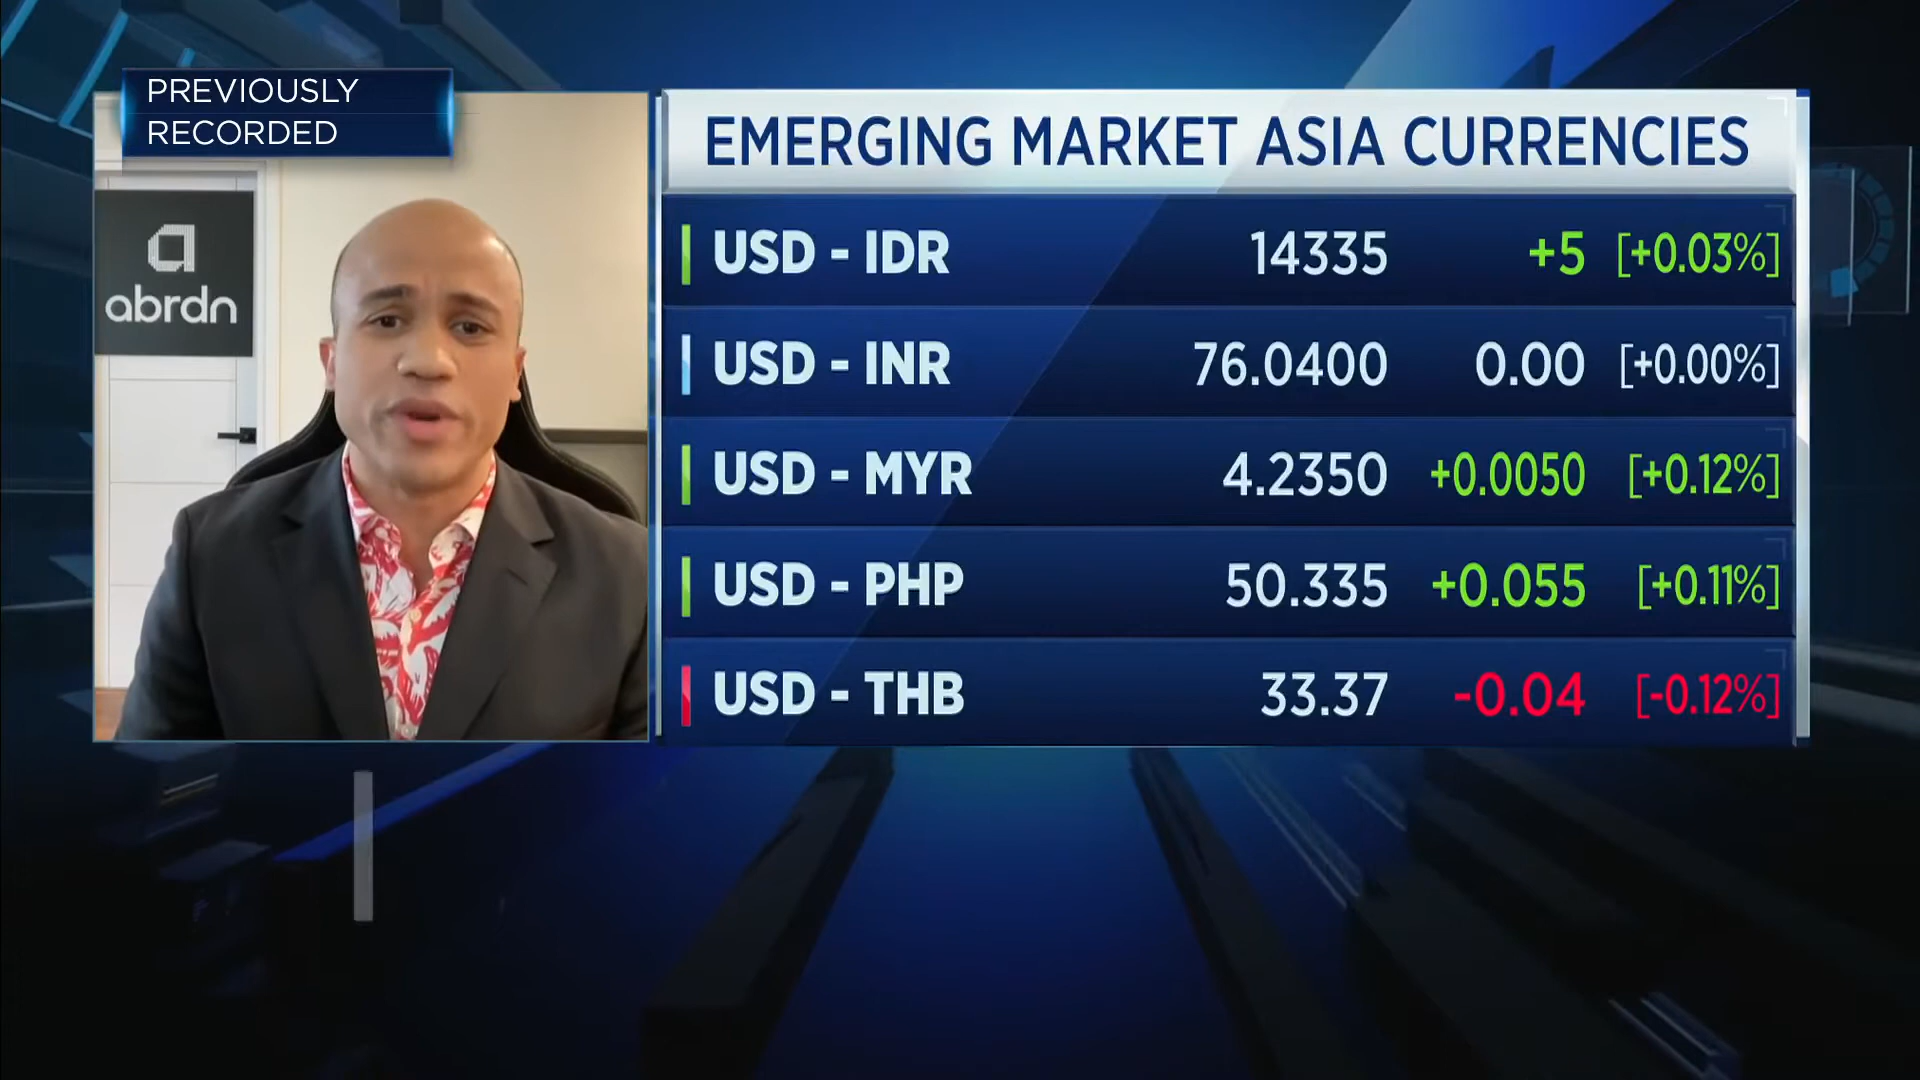 PREVIOUSLY
RECORDED
abrdn
EMERGING MARKET ASIA CURRENCIES
USD - IDR 14335 +5 [+0.03%]
USD - INR 76.0400 0.00 [+0.00%]
USD - MYR 4.2350 +0.0050 [+0.12%]
USD - PHP 50.335 +0.055 [+0.11%]
USD - THB 33.37 -0.04 [-0.12%]